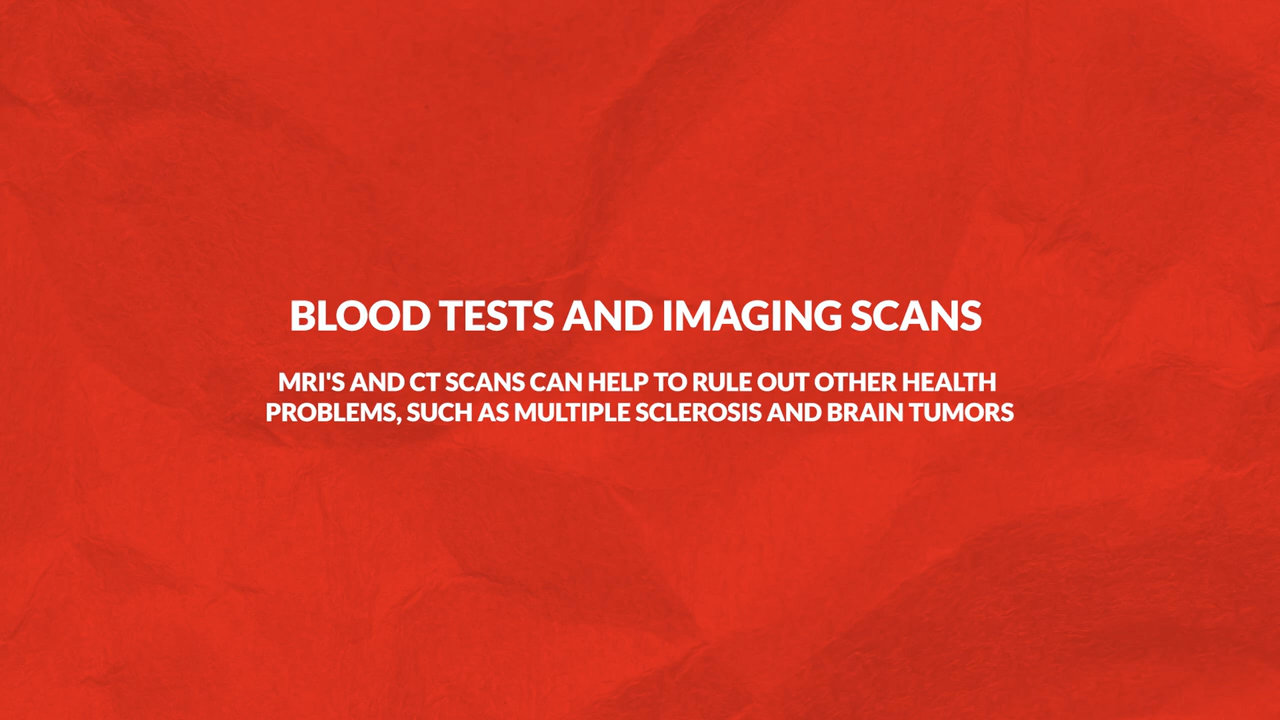 BLOOD TESTS AND IMAGING SCANS
MRI'S AND CT SCANS CAN HELP TO RULE OUT OTHER HEALTH
PROBLEMS, SUCH AS MULTIPLE SCLEROSIS AND BRAIN TUMORS